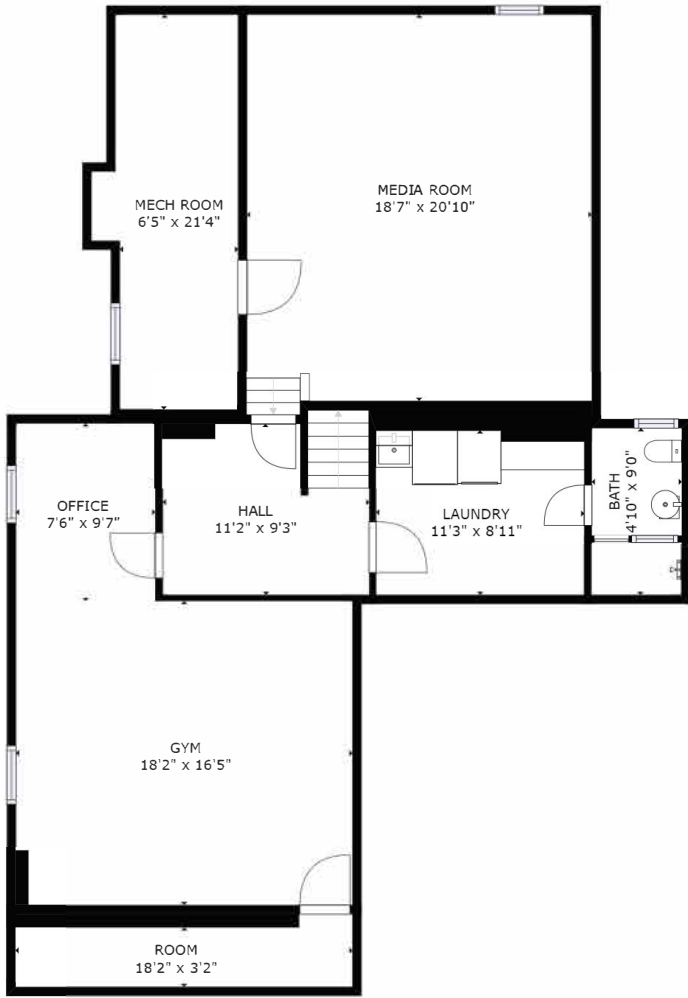 MEDIA ROOM
18'7" x 20'10"
MECH ROOM
6'5" x 21'4"
OFFICE
7'6" x 9'7"
HALL
11'2" x 9'3"
LAUNDRY
11'3" x 8'11"
BATH
4'10" x 9'0"
GYM
18'2" x 16'5"
ROOM
18'2" x 3'2"